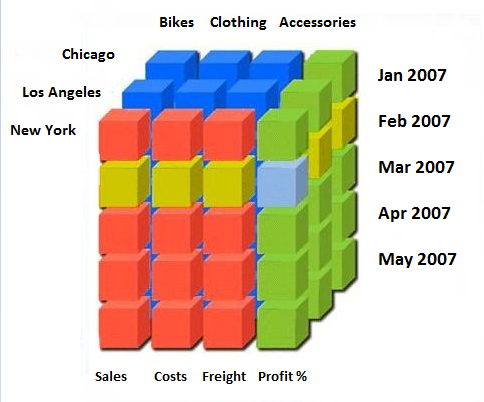 Bikes Clothing Accessories
Chicago
Jan 2007
Los Angeles
Feb 2007
New York
Mar 2007
Apr 2007
May 2007
Sales Costs Freight Profit %